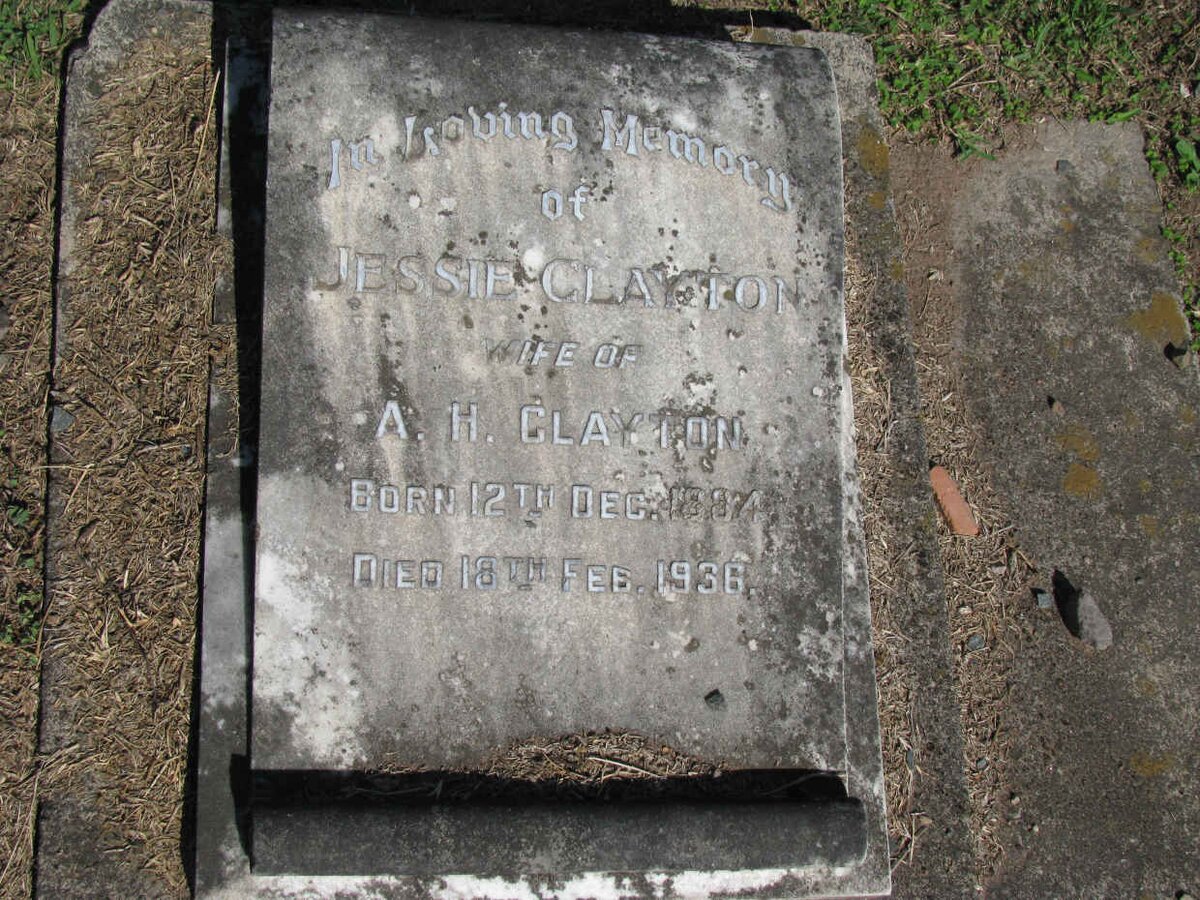 In Loving Memory
of
JESSIE CLAYTON
WIFE OF
A. H. CLAYTON
BORN 12TH DEC. 1884
DIED 18TH FEB. 1936.